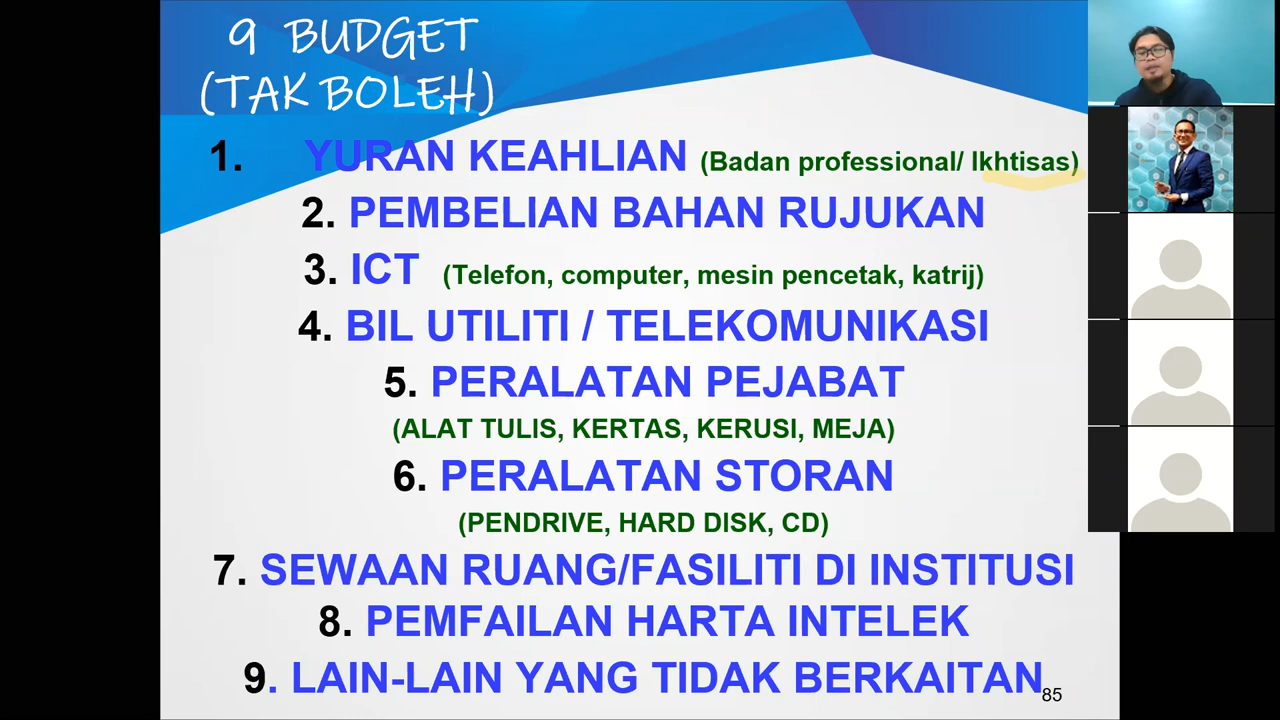 9 BUDGET
(TAK BOLEH)
1. YURAN KEAHLIAN (Badan professional/ Ikhtisas)
2. PEMBELIAN BAHAN RUJUKAN
3. ICT (Telefon, computer, mesin pencetak, katrij)
4. BIL UTILITI / TELEKOMUNIKASI
5. PERALATAN PEJABAT
(ALAT TULIS, KERTAS, KERUSI, MEJA)
6. PERALATAN STORAN
(PENDRIVE, HARD DISK, CD)
7. SEWAAN RUANG/FASILITI DI INSTITUSI
8. PEMFAILAN HARTA INTELEK
9. LAIN-LAIN YANG TIDAK BERKAITAN
85